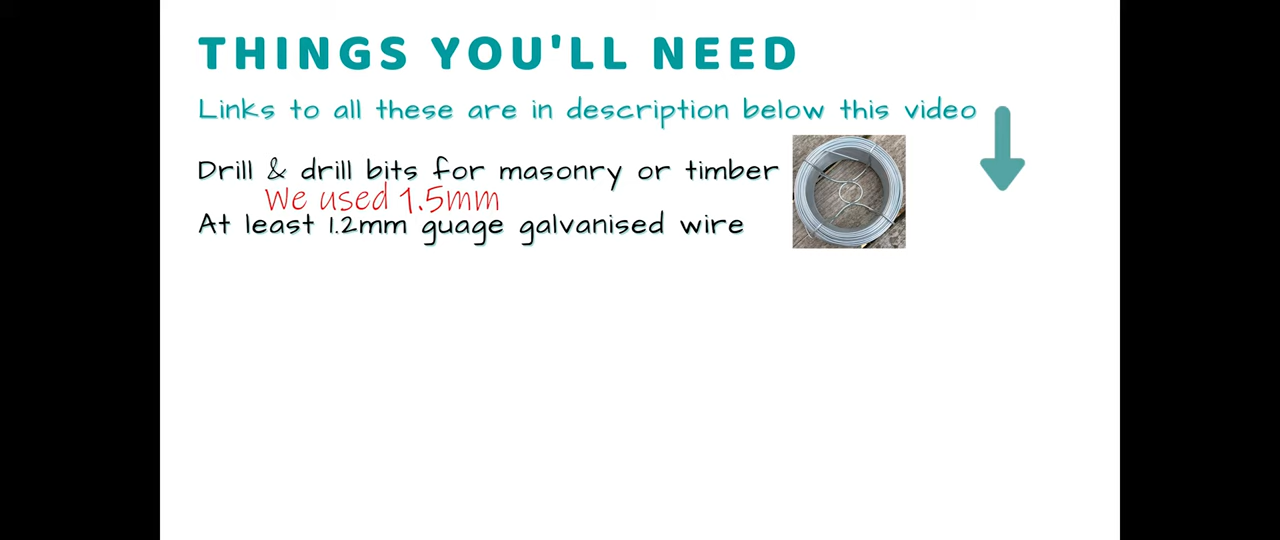 THINGS YOU'LL NEED
Links to all these are in description below this video
Drill & drill bits for masonry or timber
We used 1.5mm
At least 1.2mm guage galvanised wire